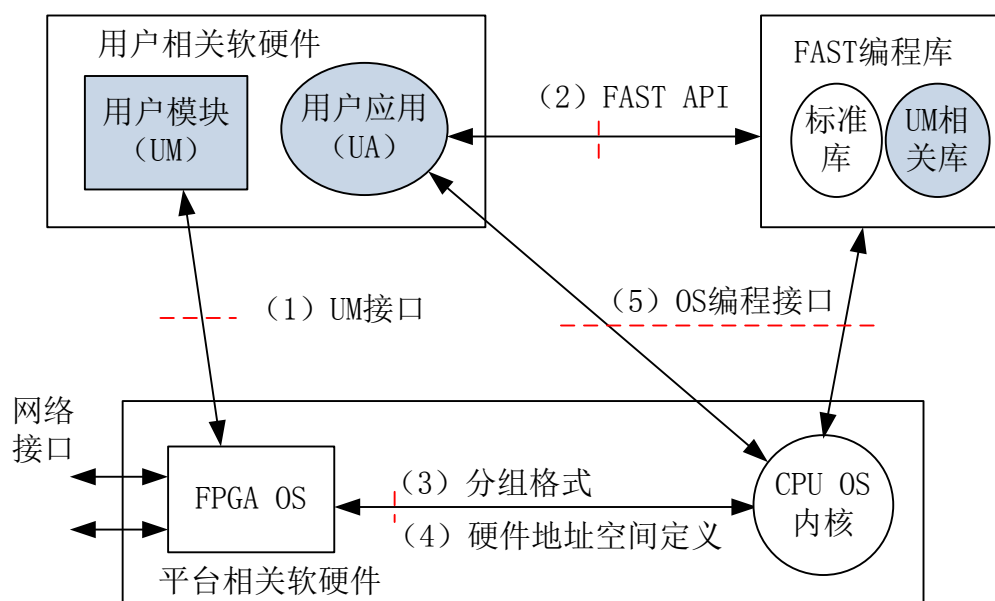 用户相关软硬件
用户模块
（UM）
用户应用
（UA）
（2）FAST API
FAST编程库
标准
库
UM相
关库
（1）UM接口
（5）OS编程接口
网络
接口
FPGA OS
（3）分组格式
（4）硬件地址空间定义
CPU OS
内核
平台相关软硬件